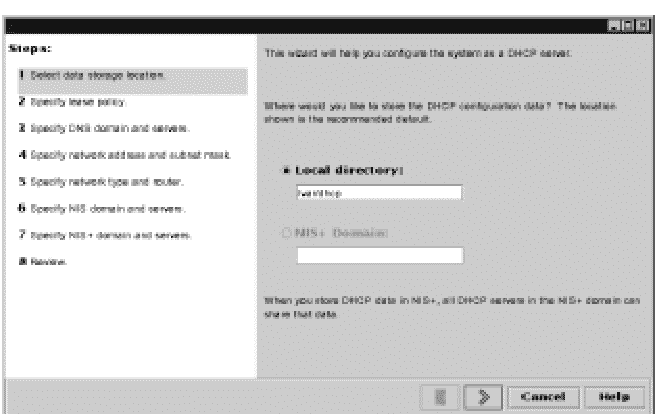 Steps:
1 Select data storage location.
2 Specify lease policy.
3 Specify DNS domain and servers.
4 Specify network address and subnet mask.
5 Specify network type and router.
6 Specify NIS domain and servers.
7 Specify NIS+ domain and servers.
8 Review.
This wizard will help you configure the system as a DHCP server.
Where would you like to store the DHCP configuration data? The location
shown is the recommended default.
Local directory:
NIS+ Domain:
When you store DHCP data in NIS+, all DHCP servers in the NIS+ domain can
share that data.
Cancel
Help